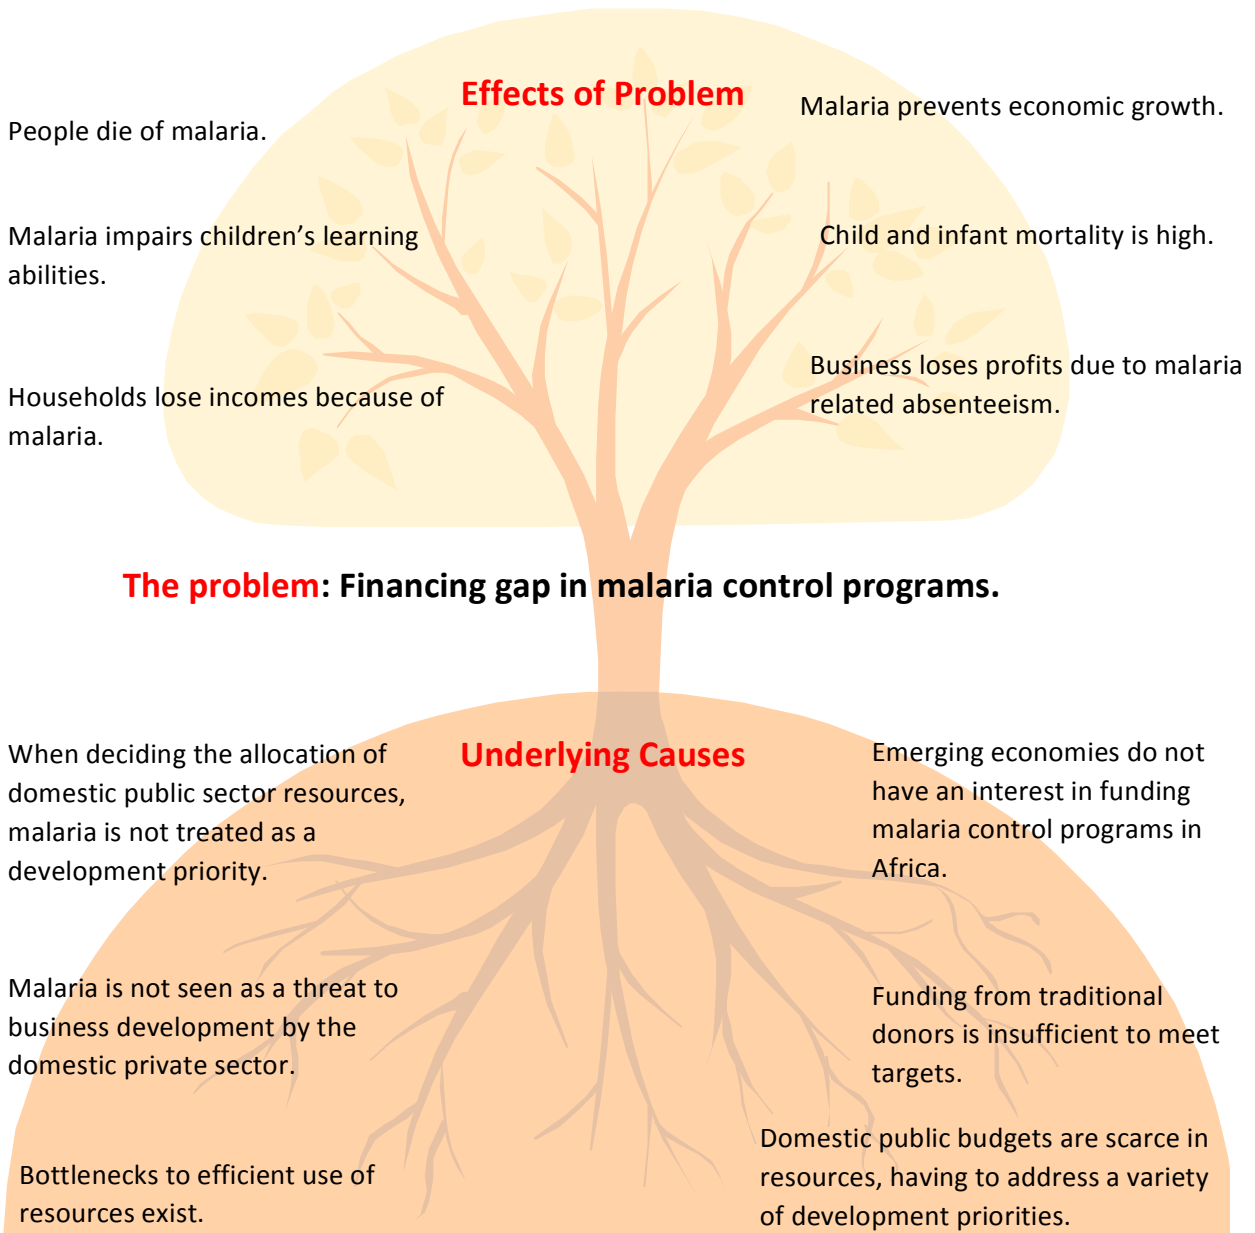 Effects of Problem
People die of malaria.
Malaria impairs children’s learning
abilities.
Households lose incomes because of
malaria.
Malaria prevents economic growth.
Child and infant mortality is high.
Business loses profits due to malaria
related absenteeism.
The problem: Financing gap in malaria control programs.
Underlying Causes
When deciding the allocation of
domestic public sector resources,
malaria is not treated as a
development priority.
Malaria is not seen as a threat to
business development by the
domestic private sector.
Bottlenecks to efficient use of
resources exist.
Emerging economies do not
have an interest in funding
malaria control programs in
Africa.
Funding from traditional
donors is insufficient to meet
targets.
Domestic public budgets are scarce in
resources, having to address a variety
of development priorities.